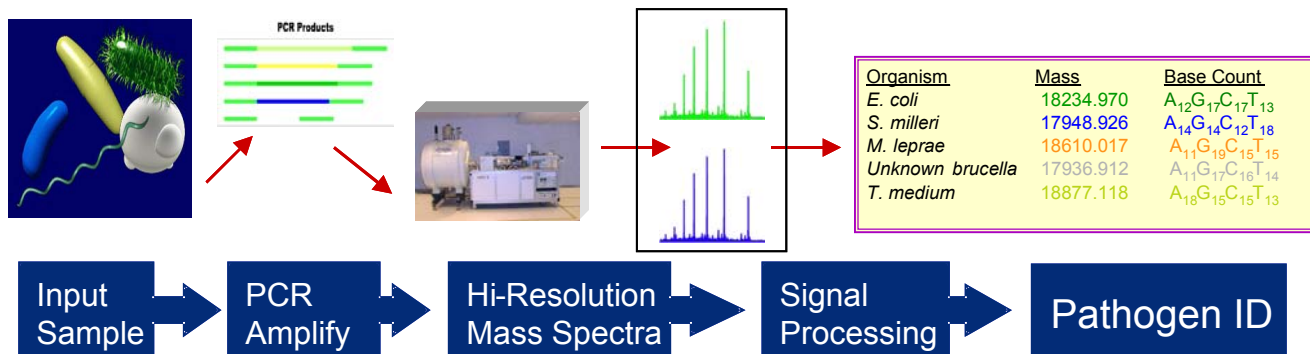 PCR Products
Organism Mass Base Count
E. coli 18234.970 A12G17C17T13
S. milleri 17948.926 A14G14C12T18
M. leprae 18610.017 A11G19C15T15
Unknown brucella 17936.912 A11G17C16T14
T. medium 18877.118 A18G15C15T13
Input
Sample
PCR
Amplify
Hi-Resolution
Mass Spectra
Signal
Processing
Pathogen ID